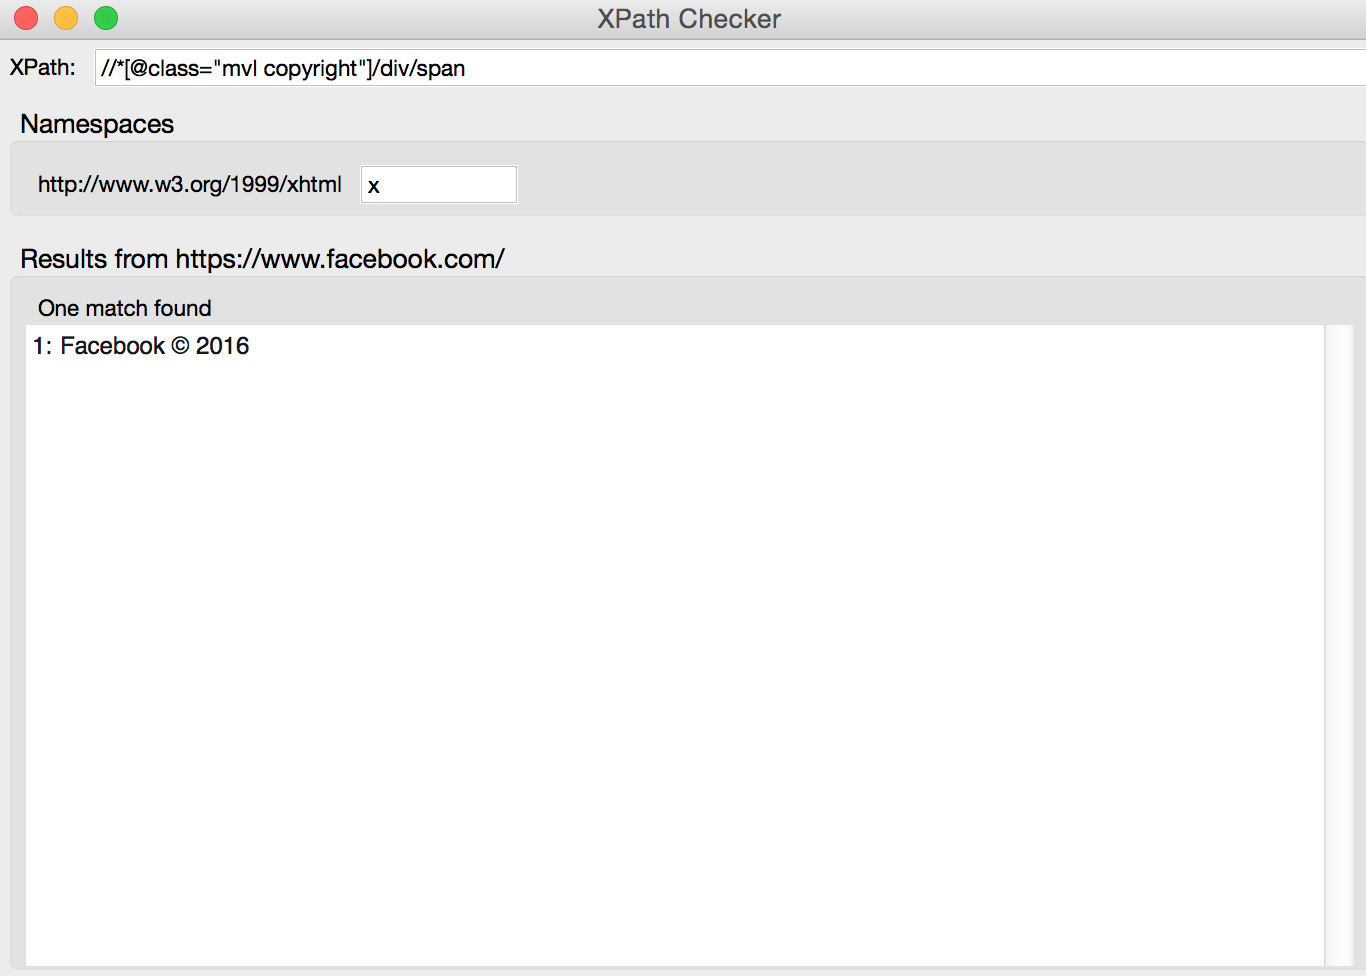 XPath Checker
XPath: //*[@class="mvl copyright"]/div/span
Namespaces
http://www.w3.org/1999/xhtml x
Results from https://www.facebook.com/
One match found
1: Facebook © 2016